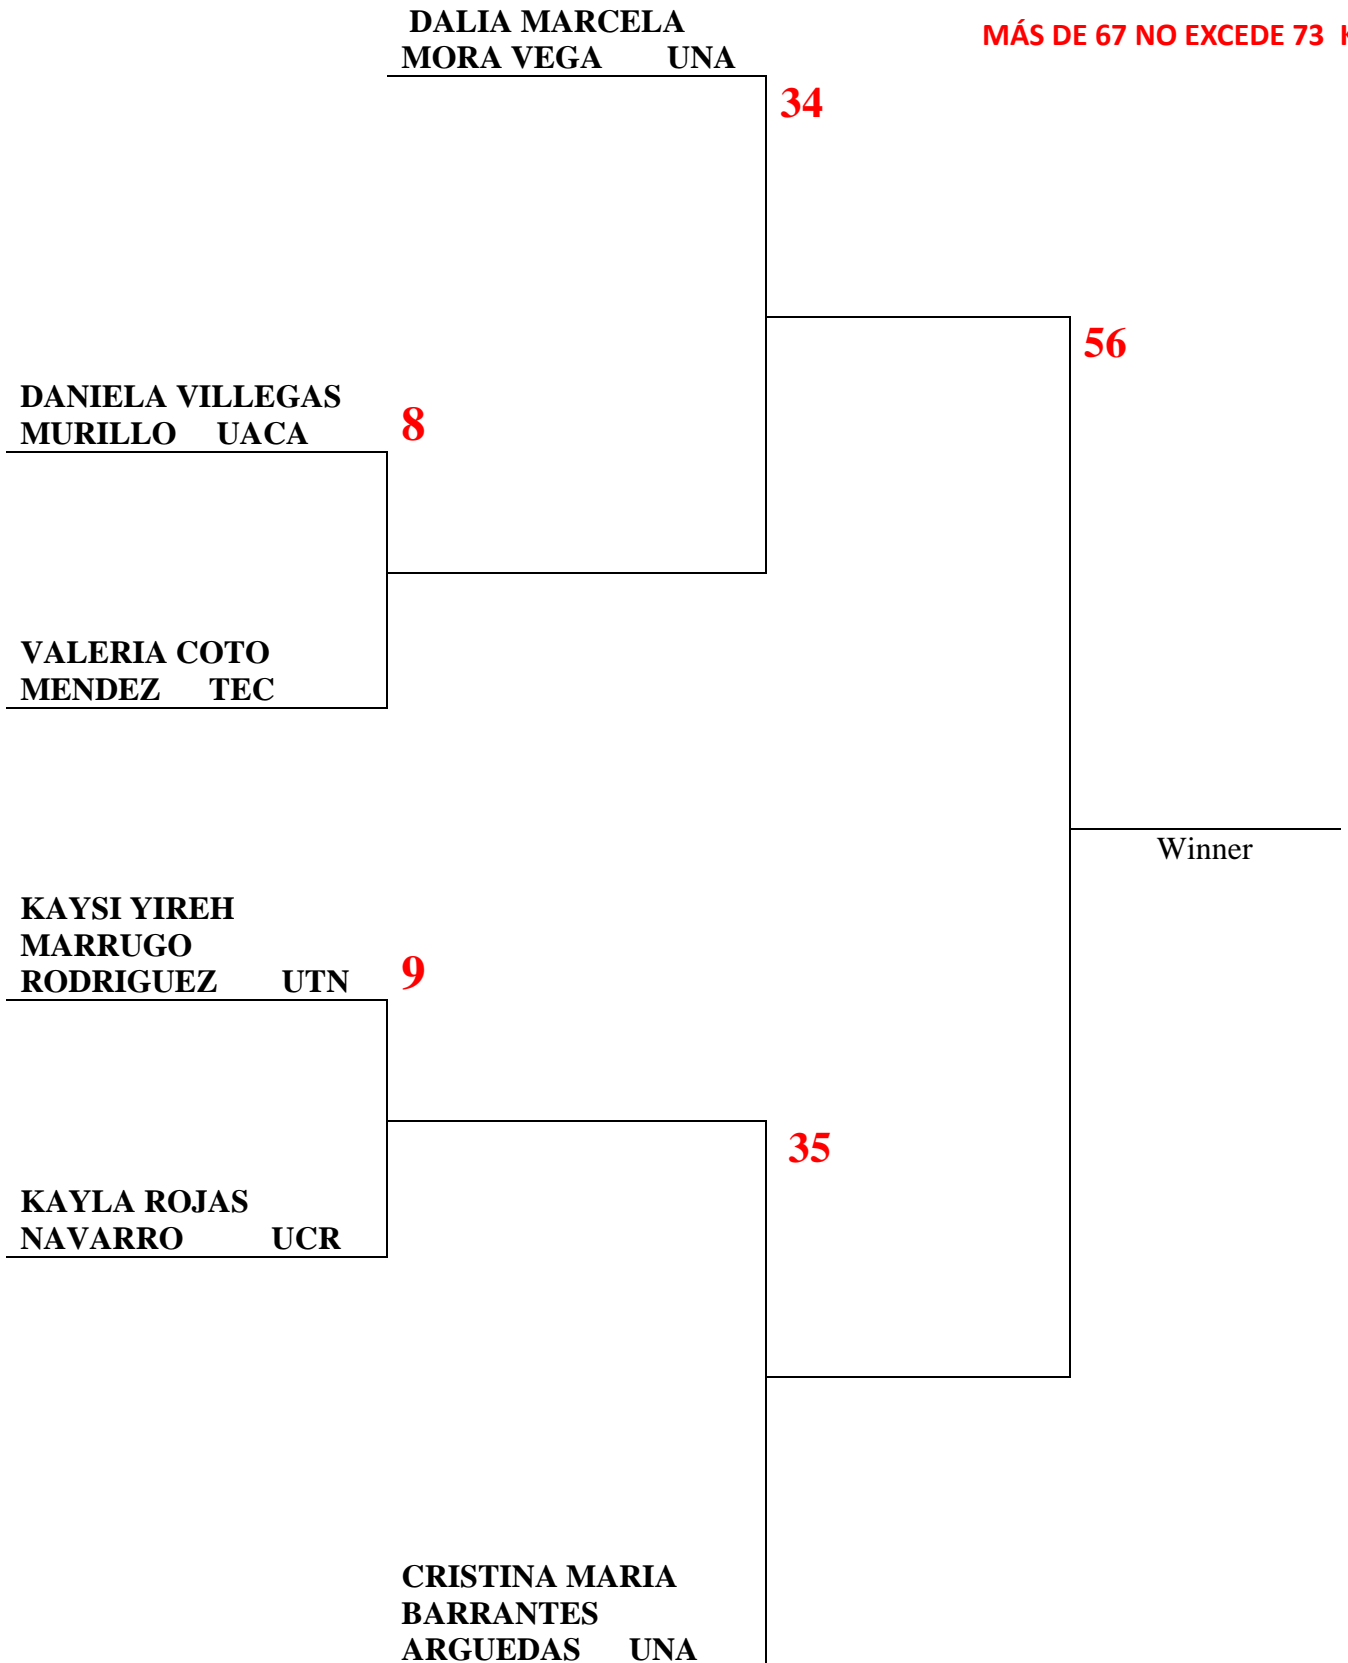 DALIA MARCELA
MORA VEGA UNA
MÁS DE 67 NO EXCEDE 73 K
34
56
DANIELA VILLEGAS
MURILLO UACA
8
VALERIA COTO
MENDEZ TEC
Winner
KAYSI YIREH
MARRUGO
RODRIGUEZ UTN
9
35
KAYLA ROJAS
NAVARRO UCR
CRISTINA MARIA
BARRANTES
ARGUEDAS UNA